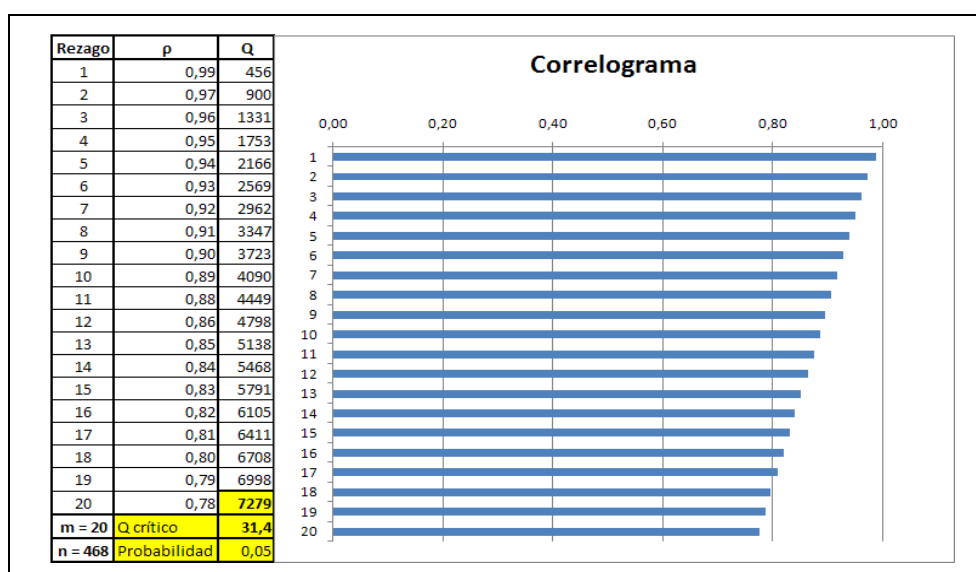 Rezago ρ Q
1 0,99 456
2 0,97 900
3 0,96 1331
4 0,95 1753
5 0,94 2166
6 0,93 2569
7 0,92 2962
8 0,91 3347
9 0,90 3723
10 0,89 4090
11 0,88 4449
12 0,86 4798
13 0,85 5138
14 0,84 5468
15 0,83 5791
16 0,82 6105
17 0,81 6411
18 0,80 6708
19 0,79 6998
20 0,78 7279
m = 20 Q crítico 31,4
n = 468 Probabilidad 0,05
Correlograma
0,00 0,20 0,40 0,60 0,80 1,00
1
2
3
4
5
6
7
8
9
10
11
12
13
14
15
16
17
18
19
20